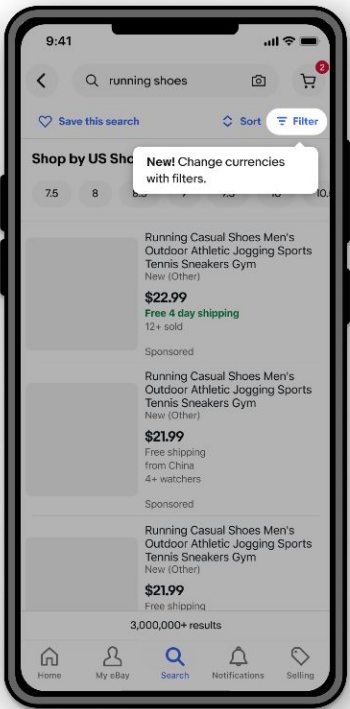 9:41
running shoes
2
Save this search
Sort
Filter
Shop by US Sho
New! Change currencies
with filters.
7.5
8
10.
Running Casual Shoes Men's
Outdoor Athletic Jogging Sports
Tennis Sneakers Gym
New (Other)
$22.99
Free 4 day shipping
12+ sold
Sponsored
Running Casual Shoes Men's
Outdoor Athletic Jogging Sports
Tennis Sneakers Gym
New (Other)
$21.99
Free shipping
from China
4+ watchers
Sponsored
Running Casual Shoes Men's
Outdoor Athletic Jogging Sports
Tennis Sneakers Gym
New (Other)
$21.99
Free shipping
3,000,000+ results
Home
My eBay
Search
Notifications
Selling